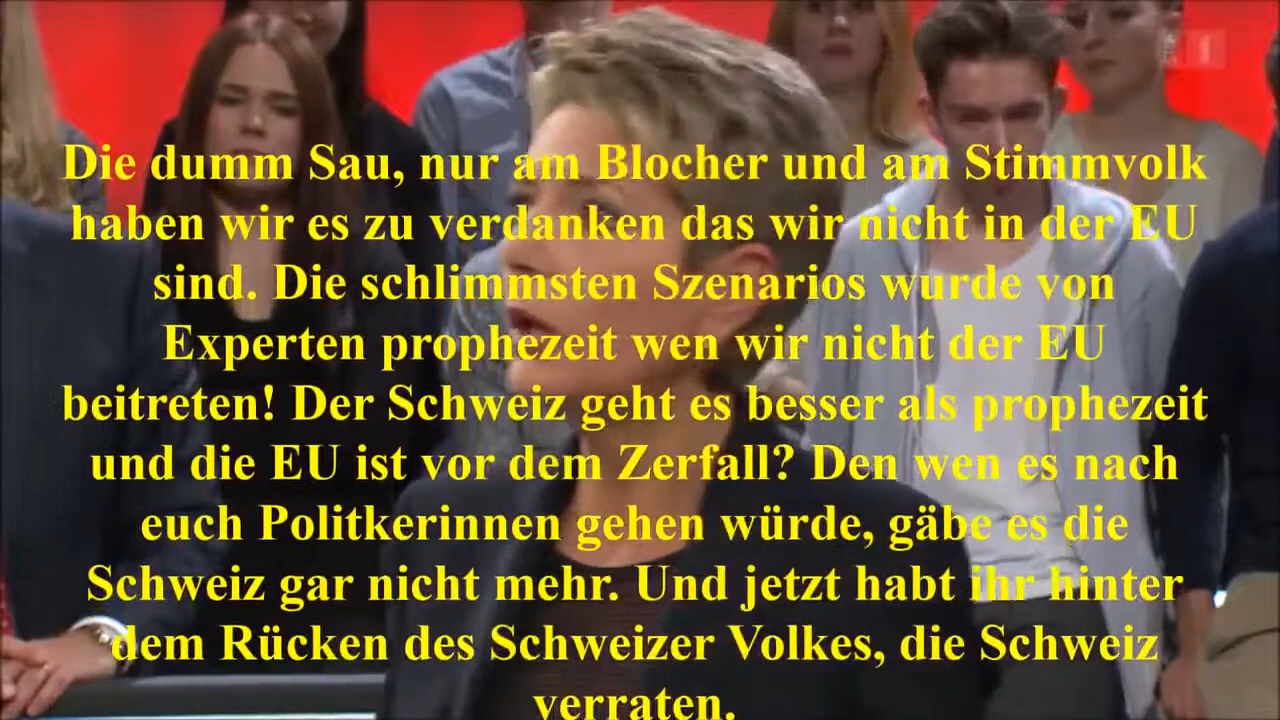 Die dumm Sau, nur am Blocher und am Stimmvolk
haben wir es zu verdanken das wir nicht in der EU
sind. Die schlimmsten Szenarios wurde von
Experten prophezeit wen wir nicht der EU
beitreten! Der Schweiz geht es besser als prophezeit
und die EU ist vor dem Zerfall? Den wen es nach
euch Politkerinnen gehen würde, gäbe es die
Schweiz gar nicht mehr. Und jetzt habt ihr hinter
dem Rücken des Schweizer Volkes, die Schweiz
verraten.